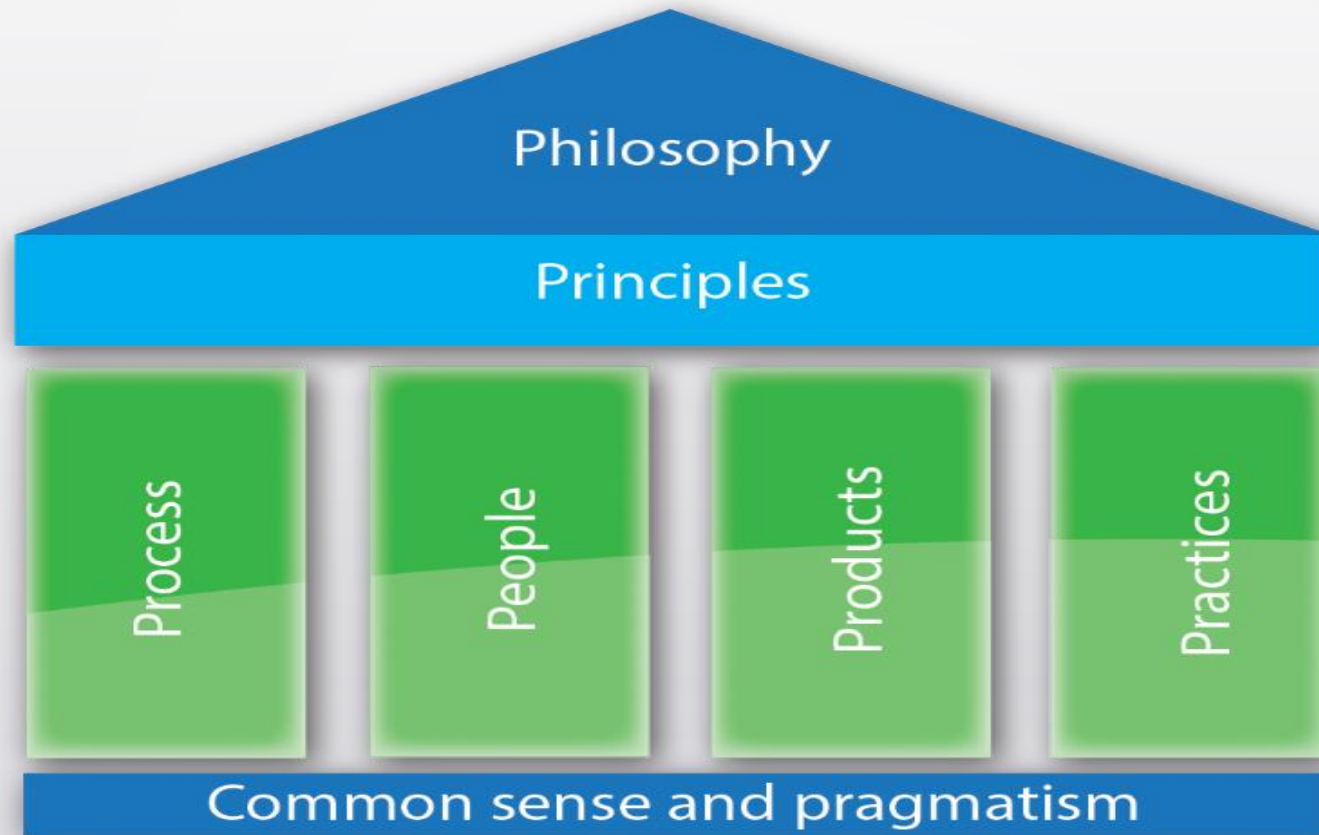 Philosophy
Principles
Process
People
Products
Practices
Common sense and pragmatism